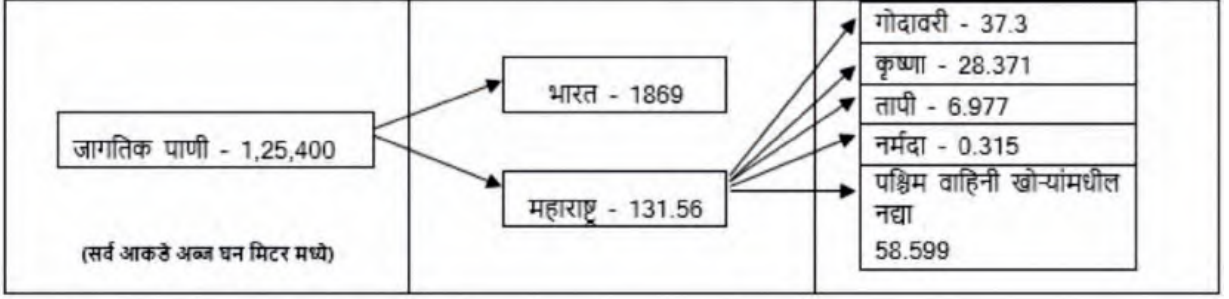 जागतिक पाणी - 1,25,400
(सर्व आकडे अब्ज घन मिटर मध्ये)
भारत - 1869
महाराष्ट्र - 131.56
गोदावरी - 37.3
कृष्णा - 28.371
तापी - 6.977
नर्मदा - 0.315
पश्चिम वाहिनी खोऱ्यांमधील
नद्या
58.599